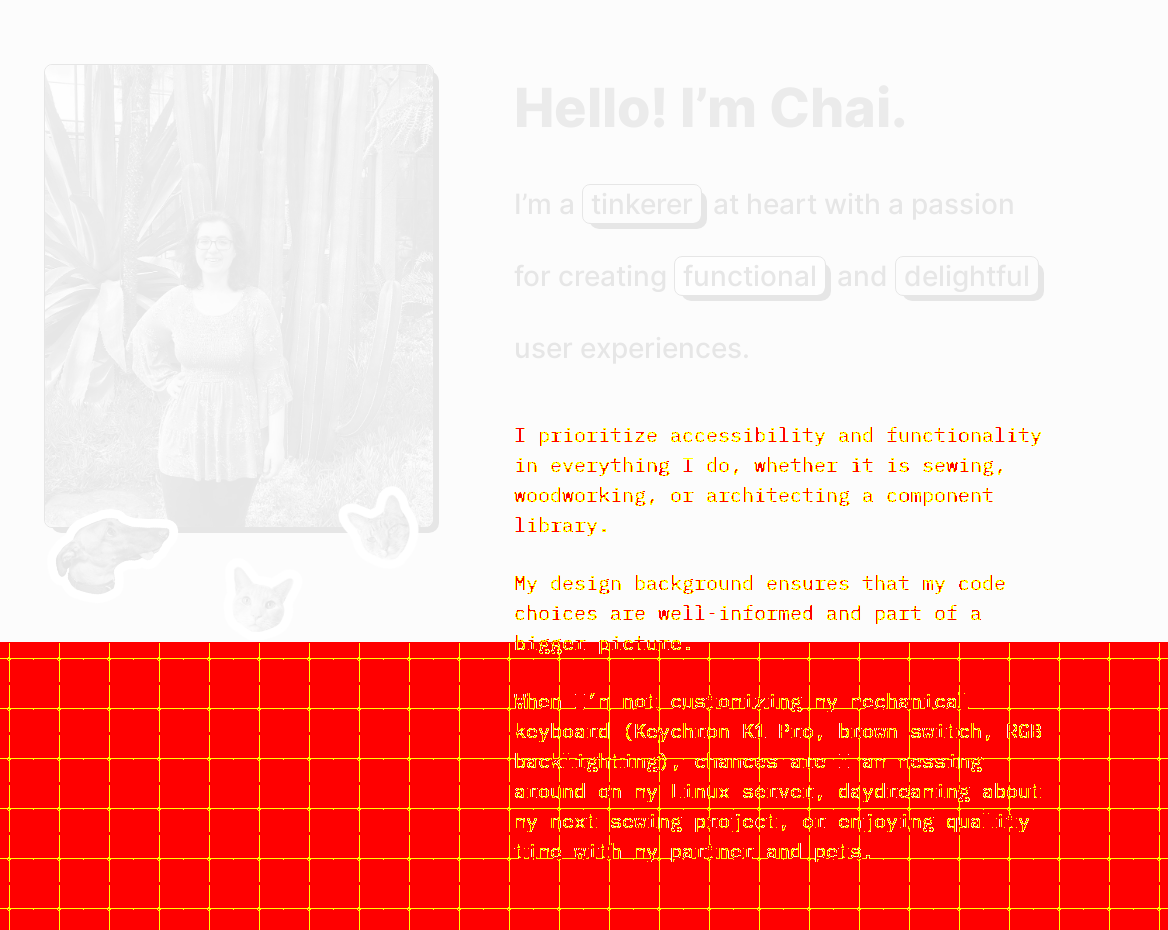 Hello! I’m Chai.
I’m a tinkerer at heart with a passion
for creating functional and delightful
user experiences.
I prioritize accessibility and functionality
in everything I do, whether it is sewing,
woodworking, or architecting a component
library.
My design background ensures that my code
choices are well-informed and part of a
bigger picture.
When I’m not customizing my mechanical
keyboard (Keychron K1 Pro, brown switch, RGB
backlighting), chances are I am messing
around on my Linux server, daydreaming about
my next sewing project, or enjoying quality
time with my partner and pets.